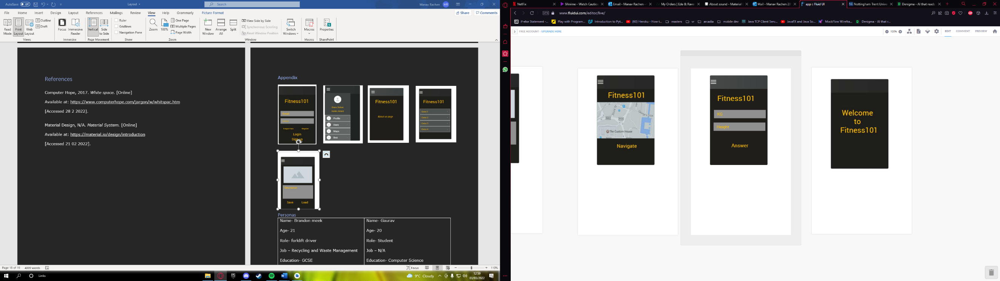 AutoSave Off
Layout
Search
Manav Rachen MR
File Home Insert Design Layout References Mailings Review View Help Grammarly Picture Format
Share Comments
Read Mode
Print Layout
Web Layout
Outline
Draft
Views
Focus
Immersive Reader
Immersive
Vertical
Side to Side
Page Movement
Ruler
Gridlines
Navigation Pane
Show
Zoom
100%
One Page
Multiple Pages
Page Width
Zoom
New Window
Arrange All
Split
View Side by Side
Synchronous Scrolling
Reset Window Position
Switch Windows
Window
Macros
Macros
Properties
SharePoint
References
Computer Hope, 2017. White space. [Online]
Available at: https://www.computerhope.com/jargon/w/whitspac.htm
[Accessed 28 2 2022].
Material Design, N/A. Material System. [Online]
Available at: https://material.io/design/introduction
[Accessed 21 02 2022].
Appendix
Fitness101
Email
Forgot Pass Register
Login
Sign up
Dublin, Ireland
Profile
Diary
Maps
Bmi
Fitness101
About us page
Fitness101
Entry 1
Entry 2
Entry 3
Entry 4
Description
Save Load
Personas
Name- Brandon meek
Age- 21
Role- forklift driver
Job – Recycling and Waste Management
Education- GCSE
Name- Gaurav
Age- 20
Role- Student
Job – N/A
Education- Computer Science
Page 18 of 19 4009 words
Focus
110%
Links
9°C Cloudy
12:59
03/03/2022
Netflix
9Anime - Watch Cautiou
Email - Manav Rachen -
My Orders | Ede & Rave
About sound - Material
Mail - Manav Rachen 20
app :: Fluid UI
Nottingham Trent Unive
Denigma - AI that reads
VPN
www.fluidui.com/editor/live/
if-else Statement -...
Play with Program...
Introduction to Pyt...
(60) Heroku - How t...
masters
vr
arcadia
mobile dev
Java TCP Client Serv...
JavaFX and Java So...
MockFlow Wirefra...
Denigma - AI that r...
FREE ACCOUNT - UPGRADE HERE
100%
EDIT COMMENT PREVIEW
Fitness101
Store St
George's Dock
The Custom House
Navigate
Fitness101
KG
Height
Answer
Welcome
to
Fitness101